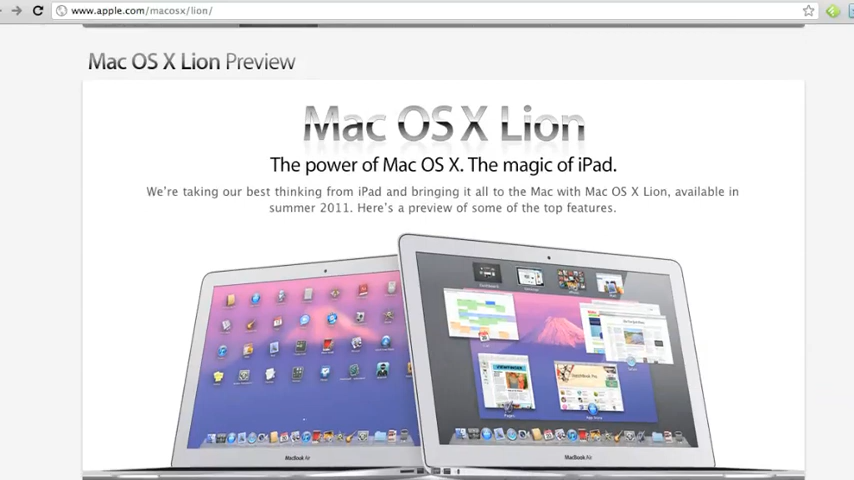 www.apple.com/macosx/lion/
Mac OS X Lion Preview
Mac OS X Lion
The power of Mac OS X. The magic of iPad.
We're taking our best thinking from iPad and bringing it all to the Mac with Mac OS X Lion, available in
summer 2011. Here's a preview of some of the top features.
MacBook Air
MacBook Air